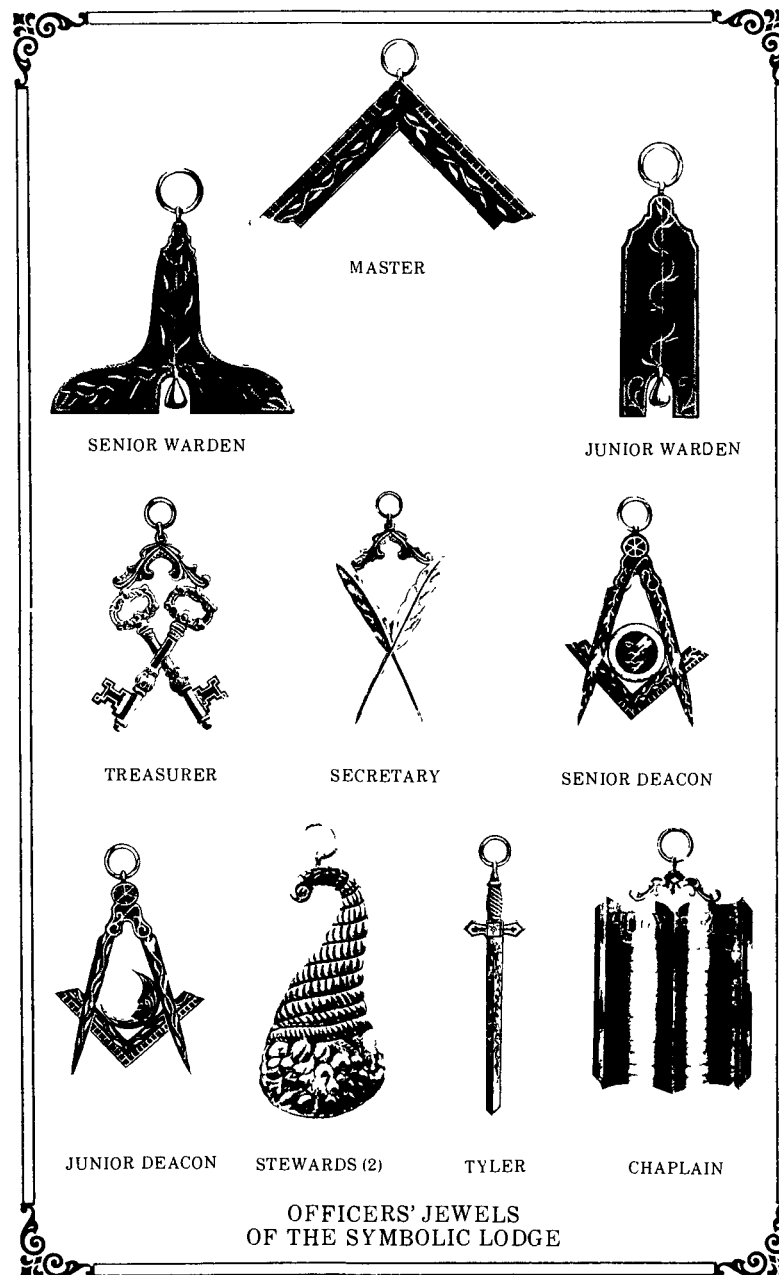 MASTER
SENIOR WARDEN
JUNIOR WARDEN
TREASURER
SECRETARY
SENIOR DEACON
JUNIOR DEACON
STEWARDS (2)
TYLER
CHAPLAIN
OFFICERS' JEWELS
OF THE SYMBOLIC LODGE